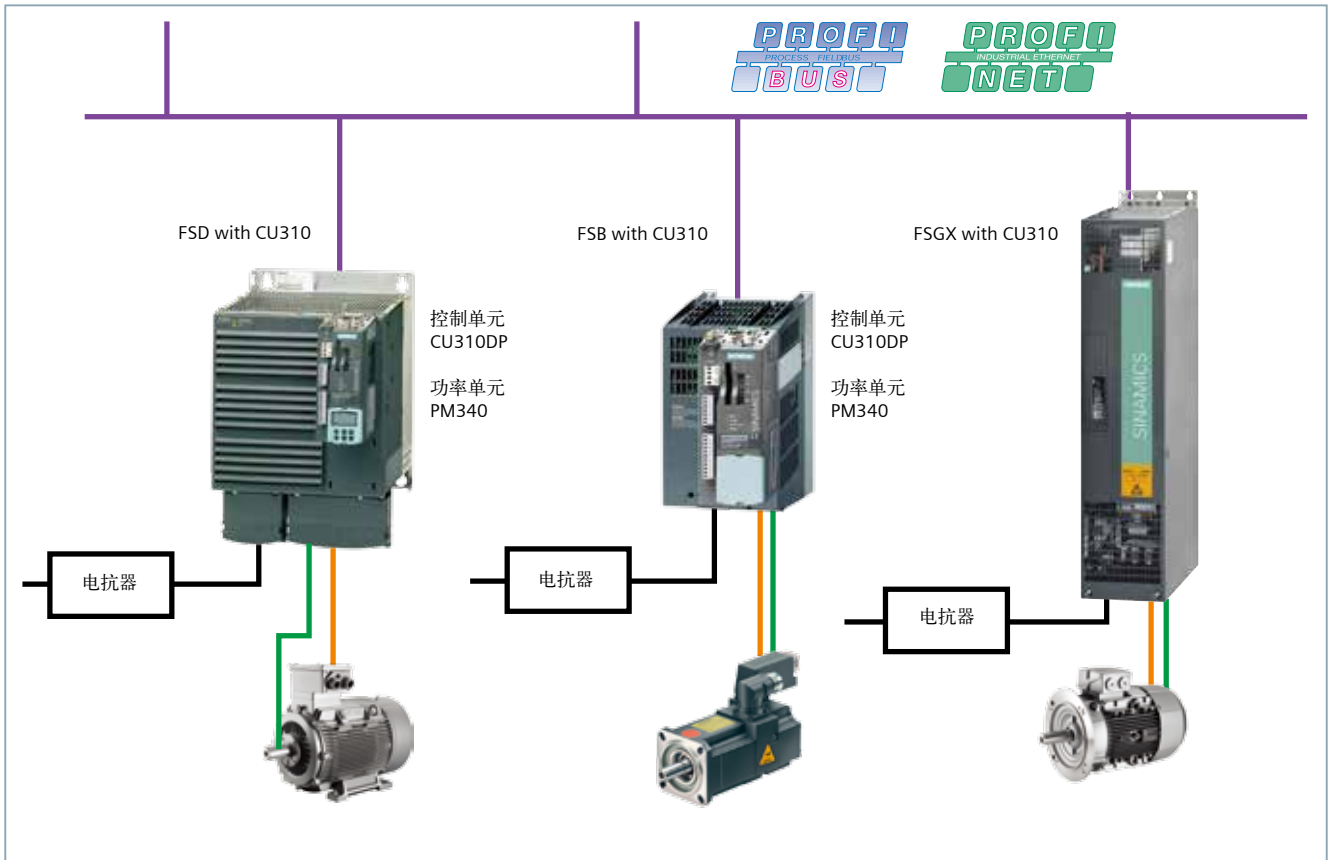 PROFI
PROCESS FIELDBUS
BUS
PROFI
INDUSTRIAL ETHERNET
NET
FSD with CU310
FSB with CU310
FSGX with CU310
控制单元
CU310DP
功率单元
PM340
控制单元
CU310DP
功率单元
PM340
SINAMICS
电抗器
电抗器
电抗器